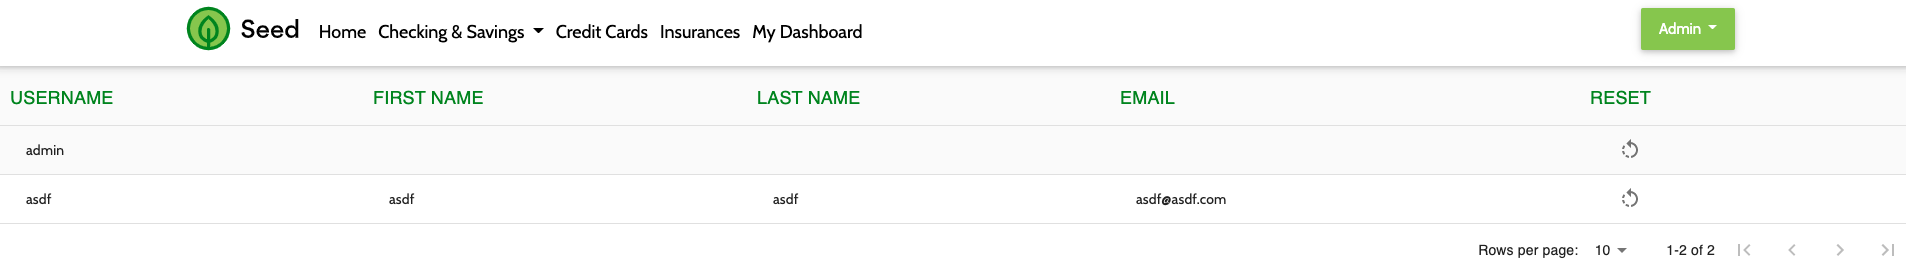 Seed Home Checking & Savings Credit Cards Insurances My Dashboard Admin
USERNAME FIRST NAME LAST NAME EMAIL RESET
admin
asdf asdf asdf asdf@asdf.com
Rows per page: 10 1-2 of 2